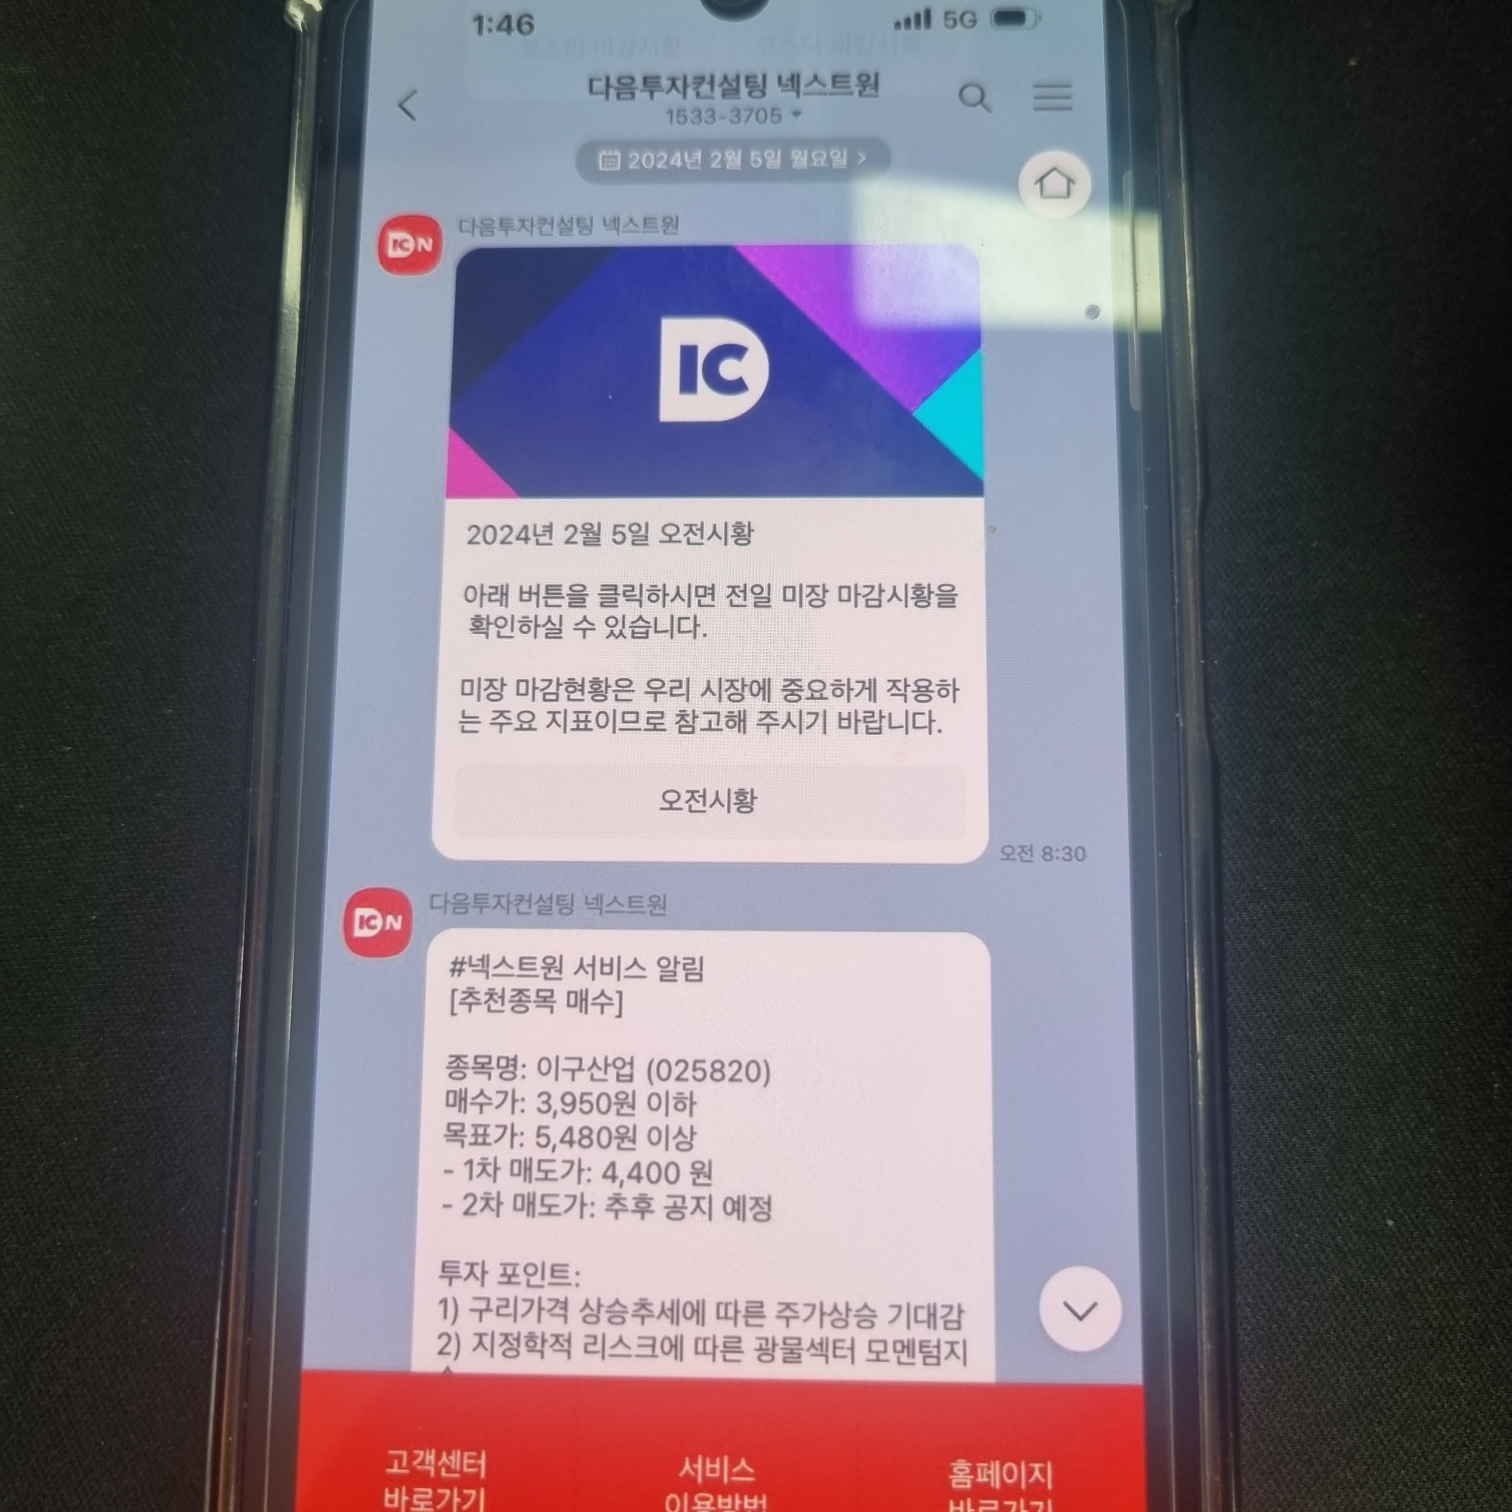 1:46
5G
다음투자컨설팅 넥스트원
1533-3705
2024년 2월 5일 월요일
다음투자컨설팅 넥스트원
DIC N
DIC
2024년 2월 5일 오전시황
아래 버튼을 클릭하시면 전일 미장 마감시황을
확인하실 수 있습니다.
미장 마감현황은 우리 시장에 중요하게 작용하
는 주요 지표이므로 참고해 주시기 바랍니다.
오전시황
오전 8:30
다음투자컨설팅 넥스트원
DIC N
#넥스트원 서비스 알림
[추천종목 매수]
종목명: 이구산업 (025820)
매수가: 3,950원 이하
목표가: 5,480원 이상
- 1차 매도가: 4,400 원
- 2차 매도가: 추후 공지 예정
투자 포인트:
1) 구리가격 상승추세에 따른 주가상승 기대감
2) 지정학적 리스크에 따른 광물섹터 모멘텀지
고객센터
바로가기
서비스
이용방법
홈페이지
바로가기